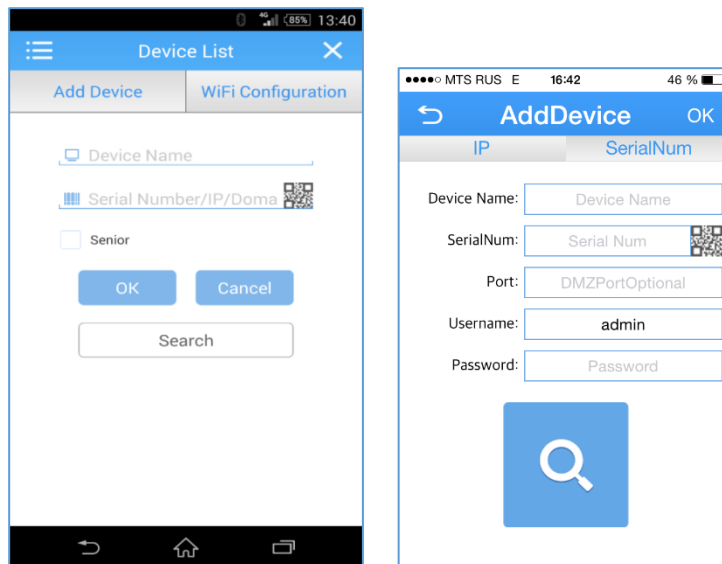 4G 85% 13:40
Device List
Add Device WiFi Configuration
Device Name
Serial Number/IP/Doma
Senior
OK Cancel
Search
MTS RUS E 16:42 46 %
AddDevice OK
IP SerialNum
Device Name: Device Name
SerialNum: Serial Num
Port: DMZPortOptional
Username: admin
Password: Password